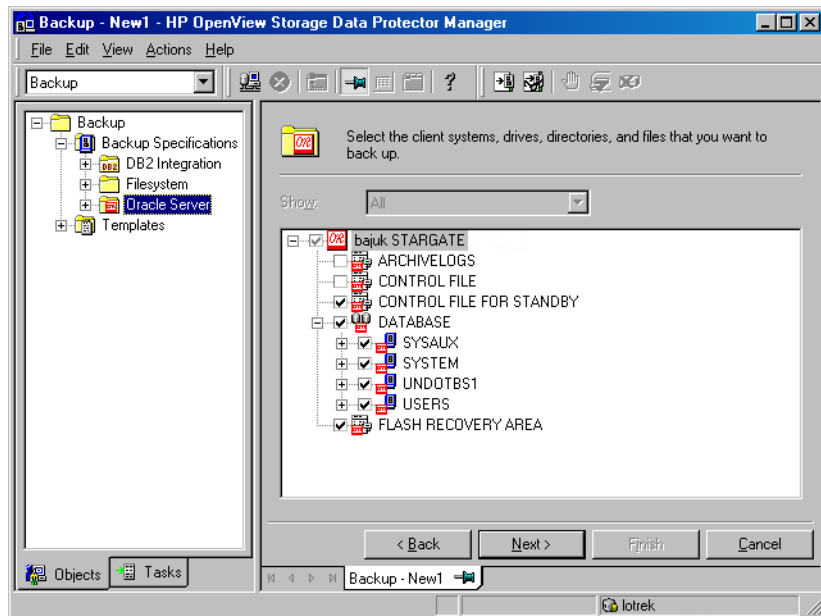 Backup - New1 - HP OpenView Storage Data Protector Manager
File Edit View Actions Help
Backup
Backup
Backup Specifications
DB2 DB2 Integration
Filesystem
Oracle Server
Templates
Select the client systems, drives, directories, and files that you want to
back up.
Show: All
bajuk STARGATE
ARCHIVELOGS
CONTROL FILE
CONTROL FILE FOR STANDBY
DATABASE
SYSAUX
SYSTEM
UNDOTBS1
USERS
FLASH RECOVERY AREA
< Back Next > Finish Cancel
Objects Tasks
Backup - New1
lotrek